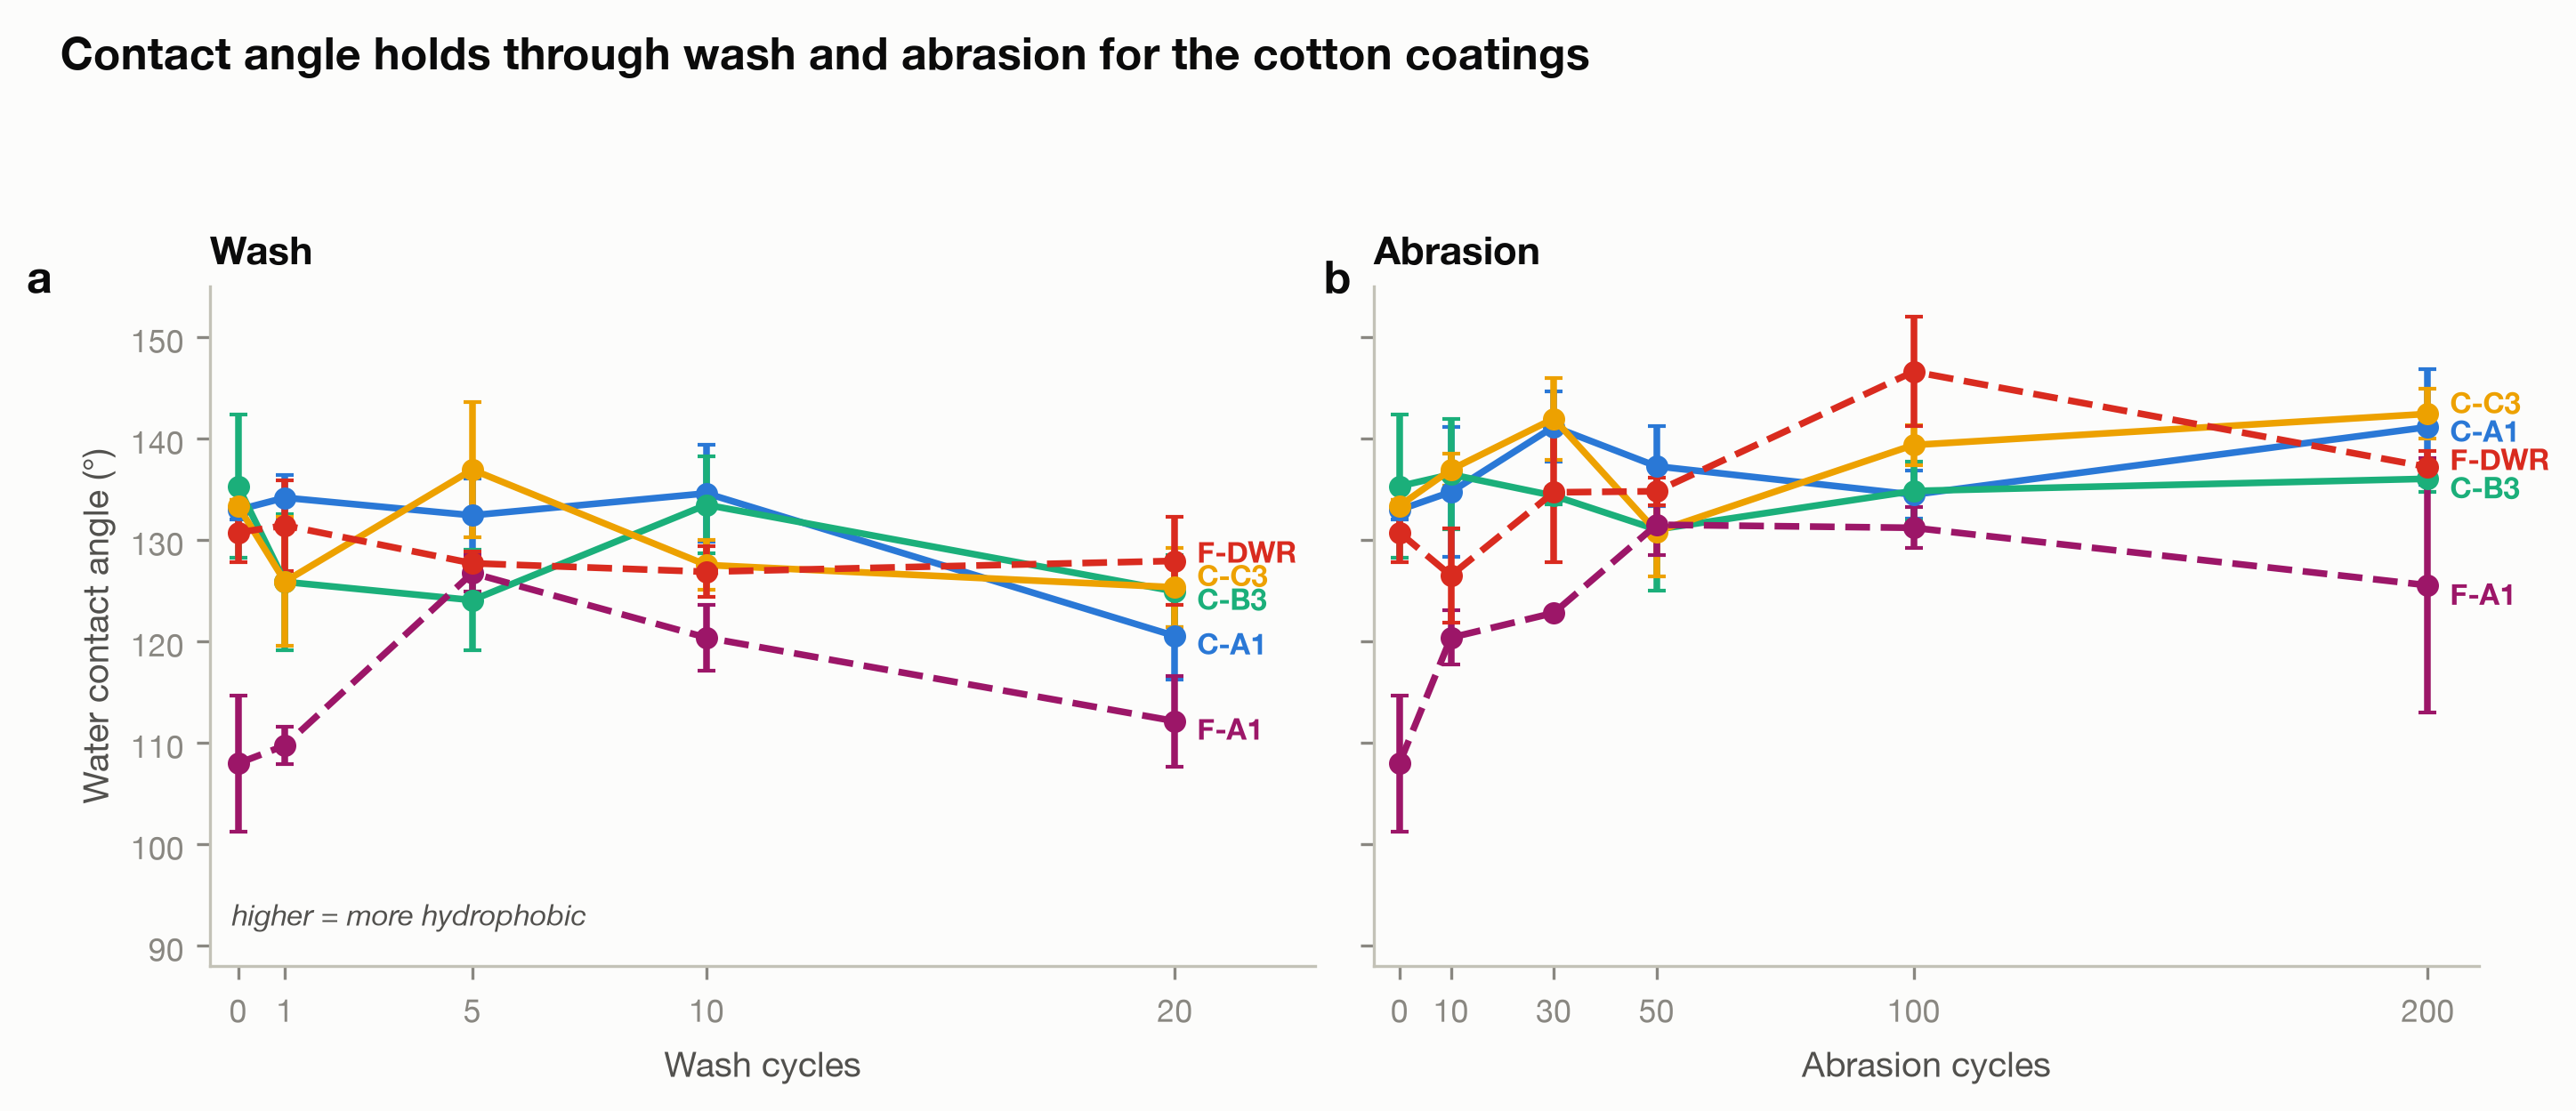 Contact angle holds through wash and abrasion for the cotton coatings
a
Wash
Water contact angle (°)
150
140
130
120
110
100
90
F-DWR
C-C3
C-B3
C-A1
F-A1
higher = more hydrophobic
0 1 5 10 20
Wash cycles
b
Abrasion
C-C3
C-A1
F-DWR
C-B3
F-A1
0 10 30 50 100 200
Abrasion cycles